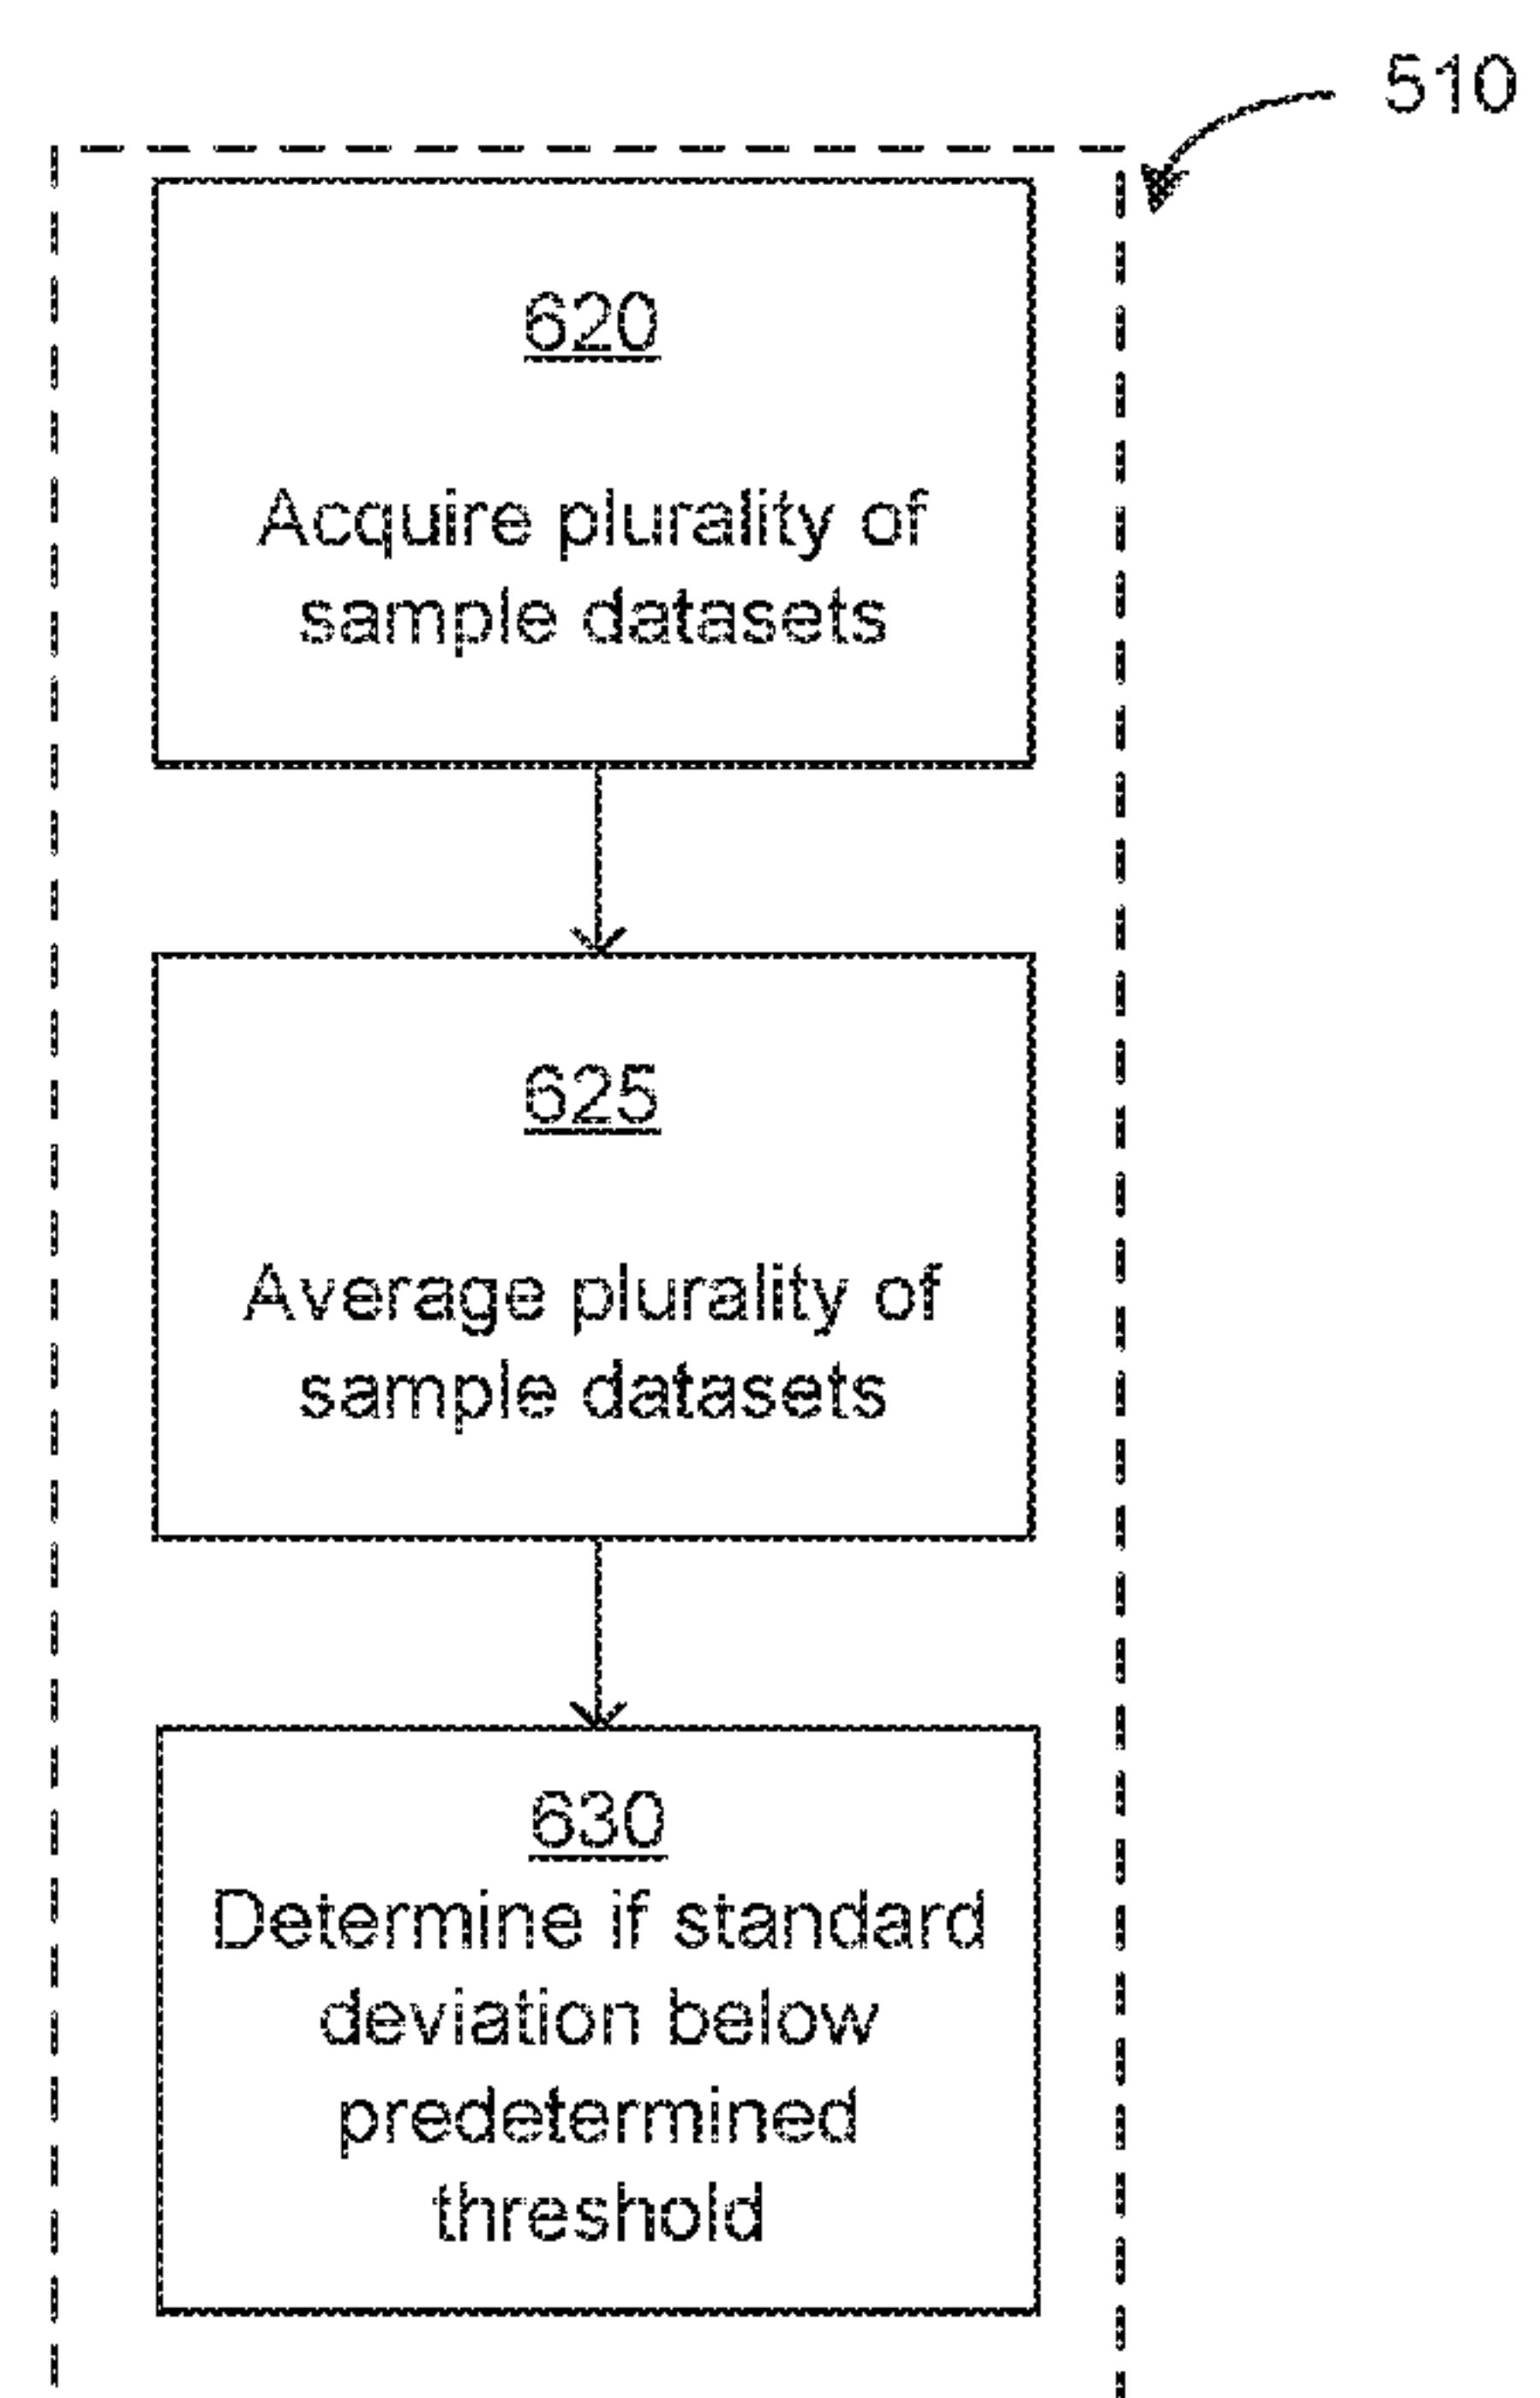 510
620
Acquire plurality of
sample datasets
625
Average plurality of
sample datasets
630
Determine if standard
deviation below
predetermined
threshold